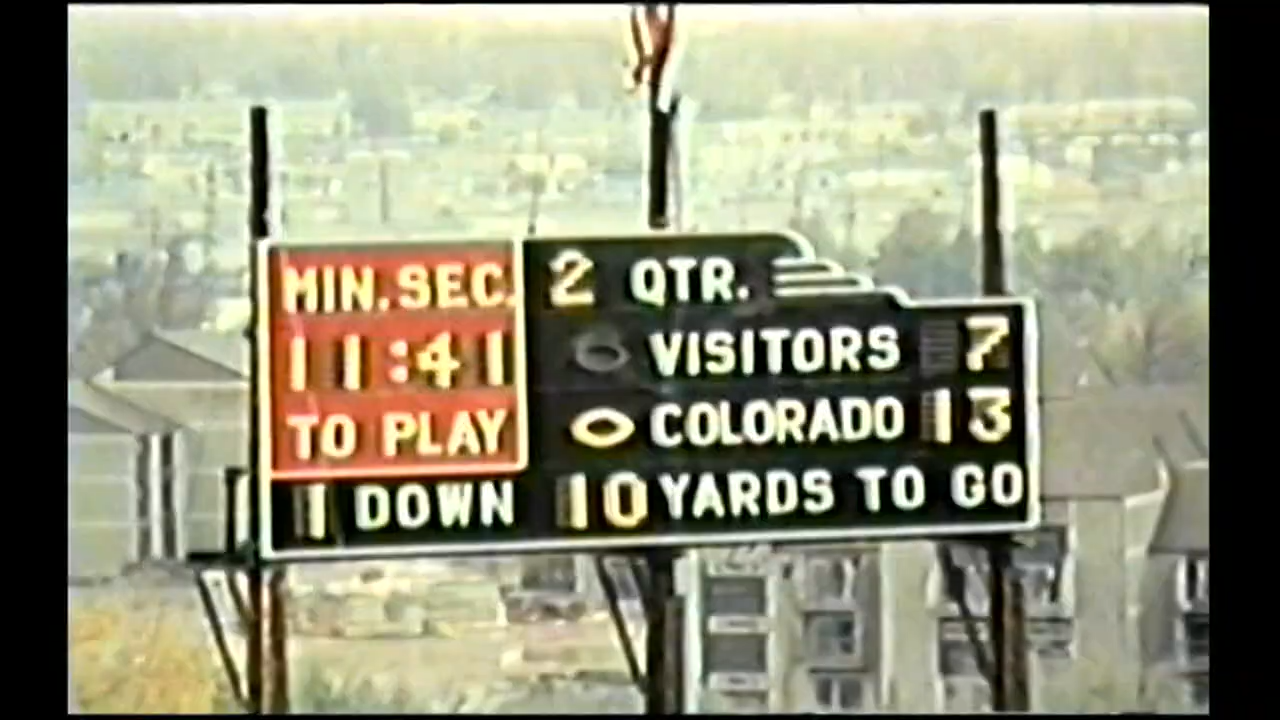 MIN. SEC.
11:41
TO PLAY
2 QTR.
VISITORS 7
COLORADO 13
1 DOWN 10 YARDS TO GO